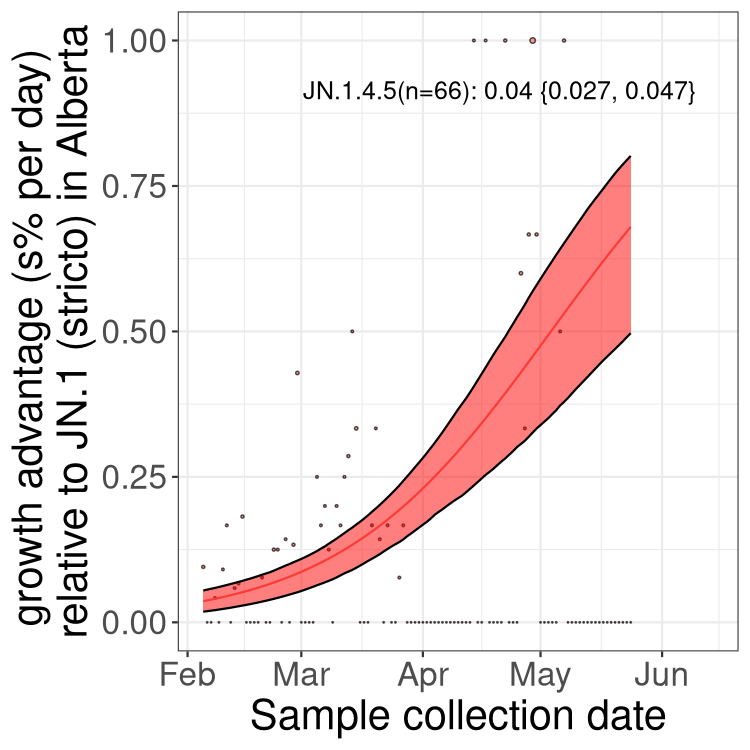 growth advantage (s% per day)
relative to JN.1 (stricto) in Alberta
1.00
0.75
0.50
0.25
0.00
JN.1.4.5(n=66): 0.04 {0.027, 0.047}
Feb Mar Apr May Jun
Sample collection date